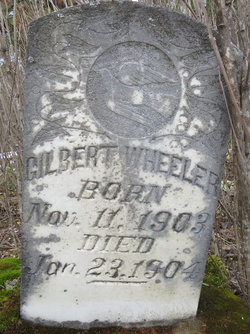 GILBERT WHEELER
BORN
Nov. 11, 1903
DIED
Jan. 23, 1904